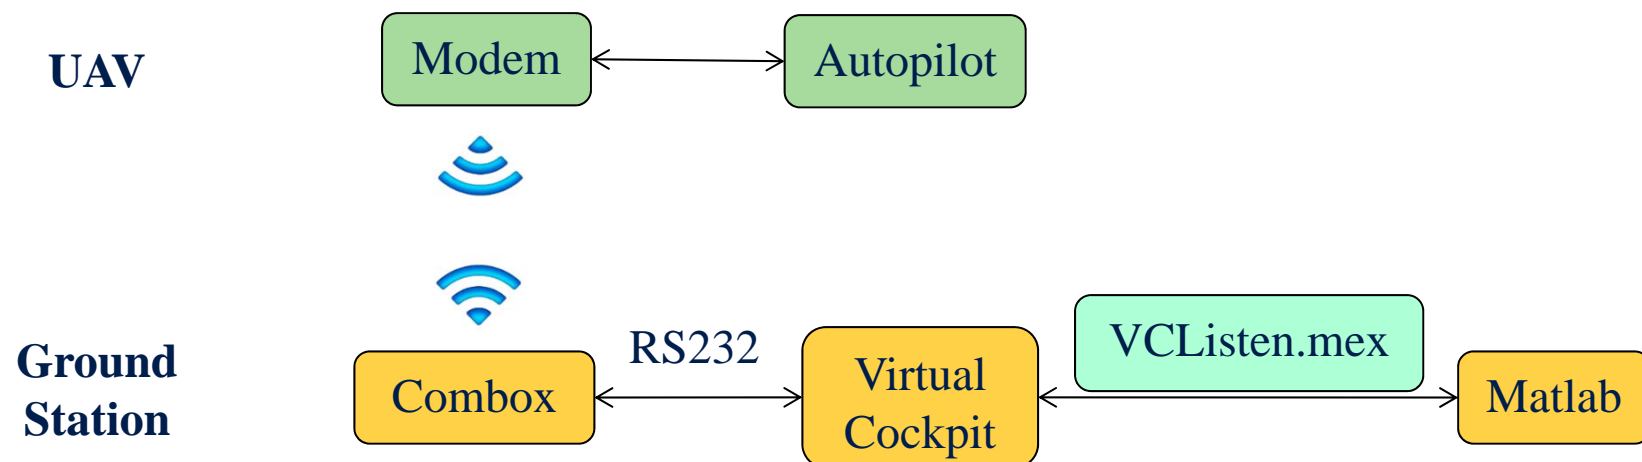 UAV
Modem
Autopilot
Ground
Station
Combox
RS232
Virtual
Cockpit
VCListen.mex
Matlab